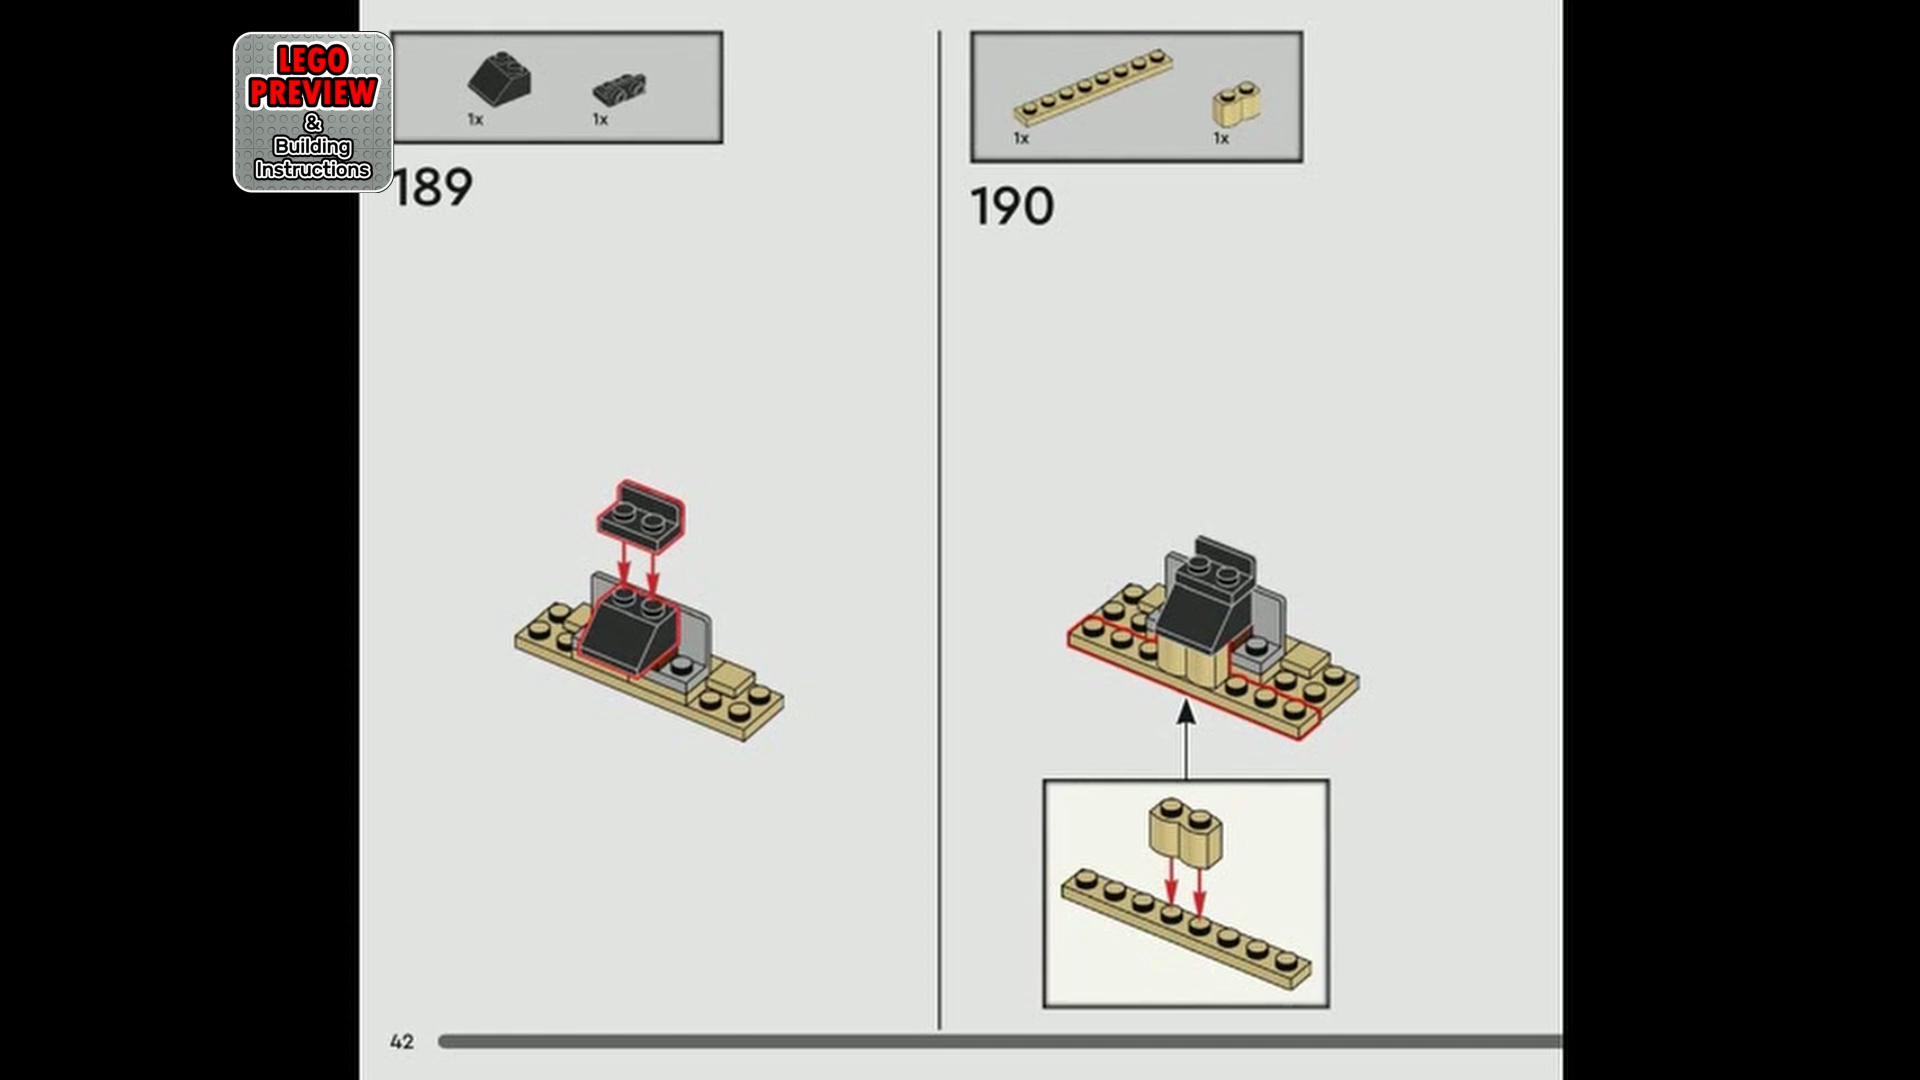 LEGO
PREVIEW
&
Building
Instructions
1x
1x
189
1x
1x
190
42